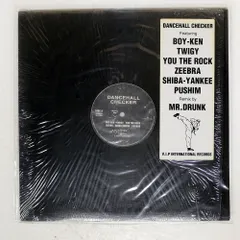 DANCEHALL CHECKER
Featuring
BOY-KEN
TWIGY
YOU THE ROCK
ZEEBRA
SHIBA-YANKEE
PUSHIM
Remix by
MR.DRUNK
R.I.P INTERNATIONAL RECORDS
DANCEHALL
CHECKER